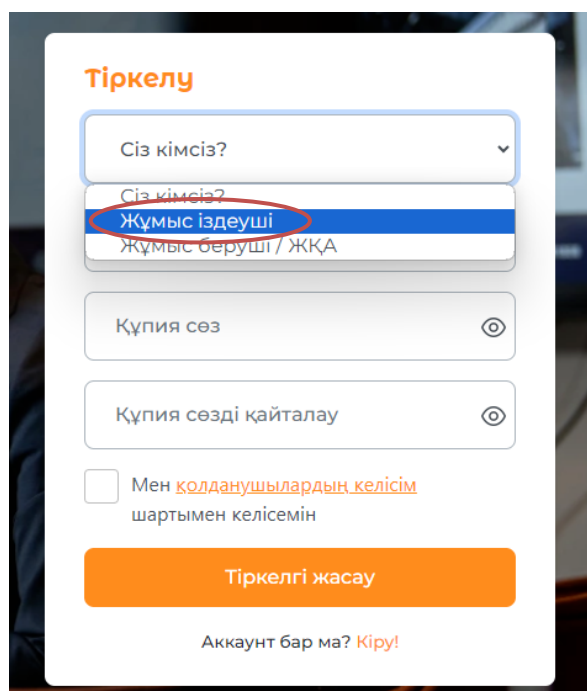 Тіркелу
Сіз кімсіз?
Сіз кімсіз?
Жұмыс іздеуші
Жұмыс беруші / ЖҚА
Құпия сөз
Құпия сөзді қайталау
Мен қолданушылардың келісім
шартымен келісемін
Тіркелгі жасау
Аккаунт бар ма? Кіру!